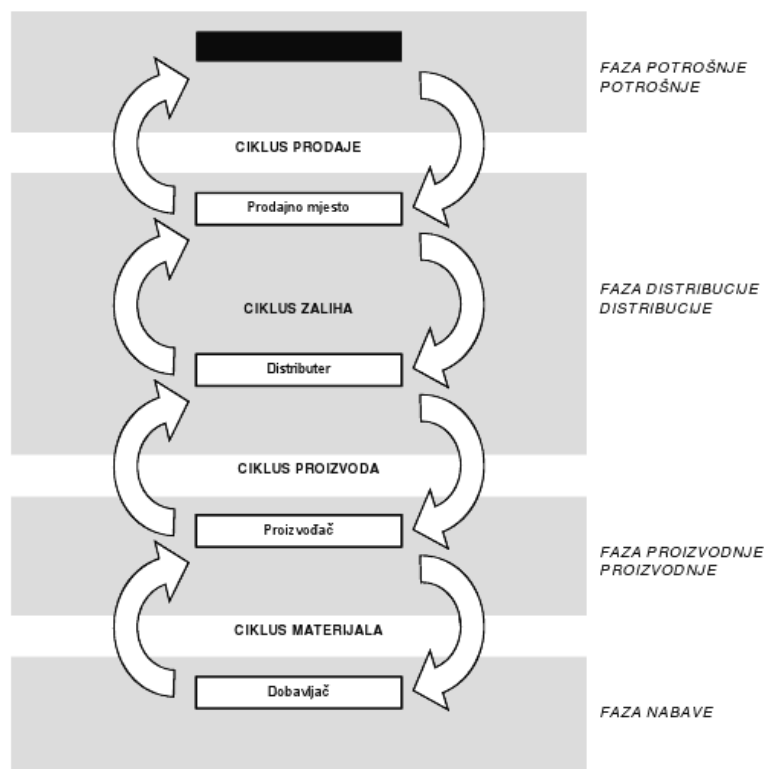 FAZA POTROŠNJE
POTROŠNJE
CIKLUS PRODAJE
Prodajno mjesto
CIKLUS ZALIHA
FAZA DISTRIBUCIJE
DISTRIBUCIJE
Distributer
CIKLUS PROIZVODA
Proizvođač
FAZA PROIZVODNJE
PROIZVODNJE
CIKLUS MATERIJALA
Dobavljač
FAZA NABAVE